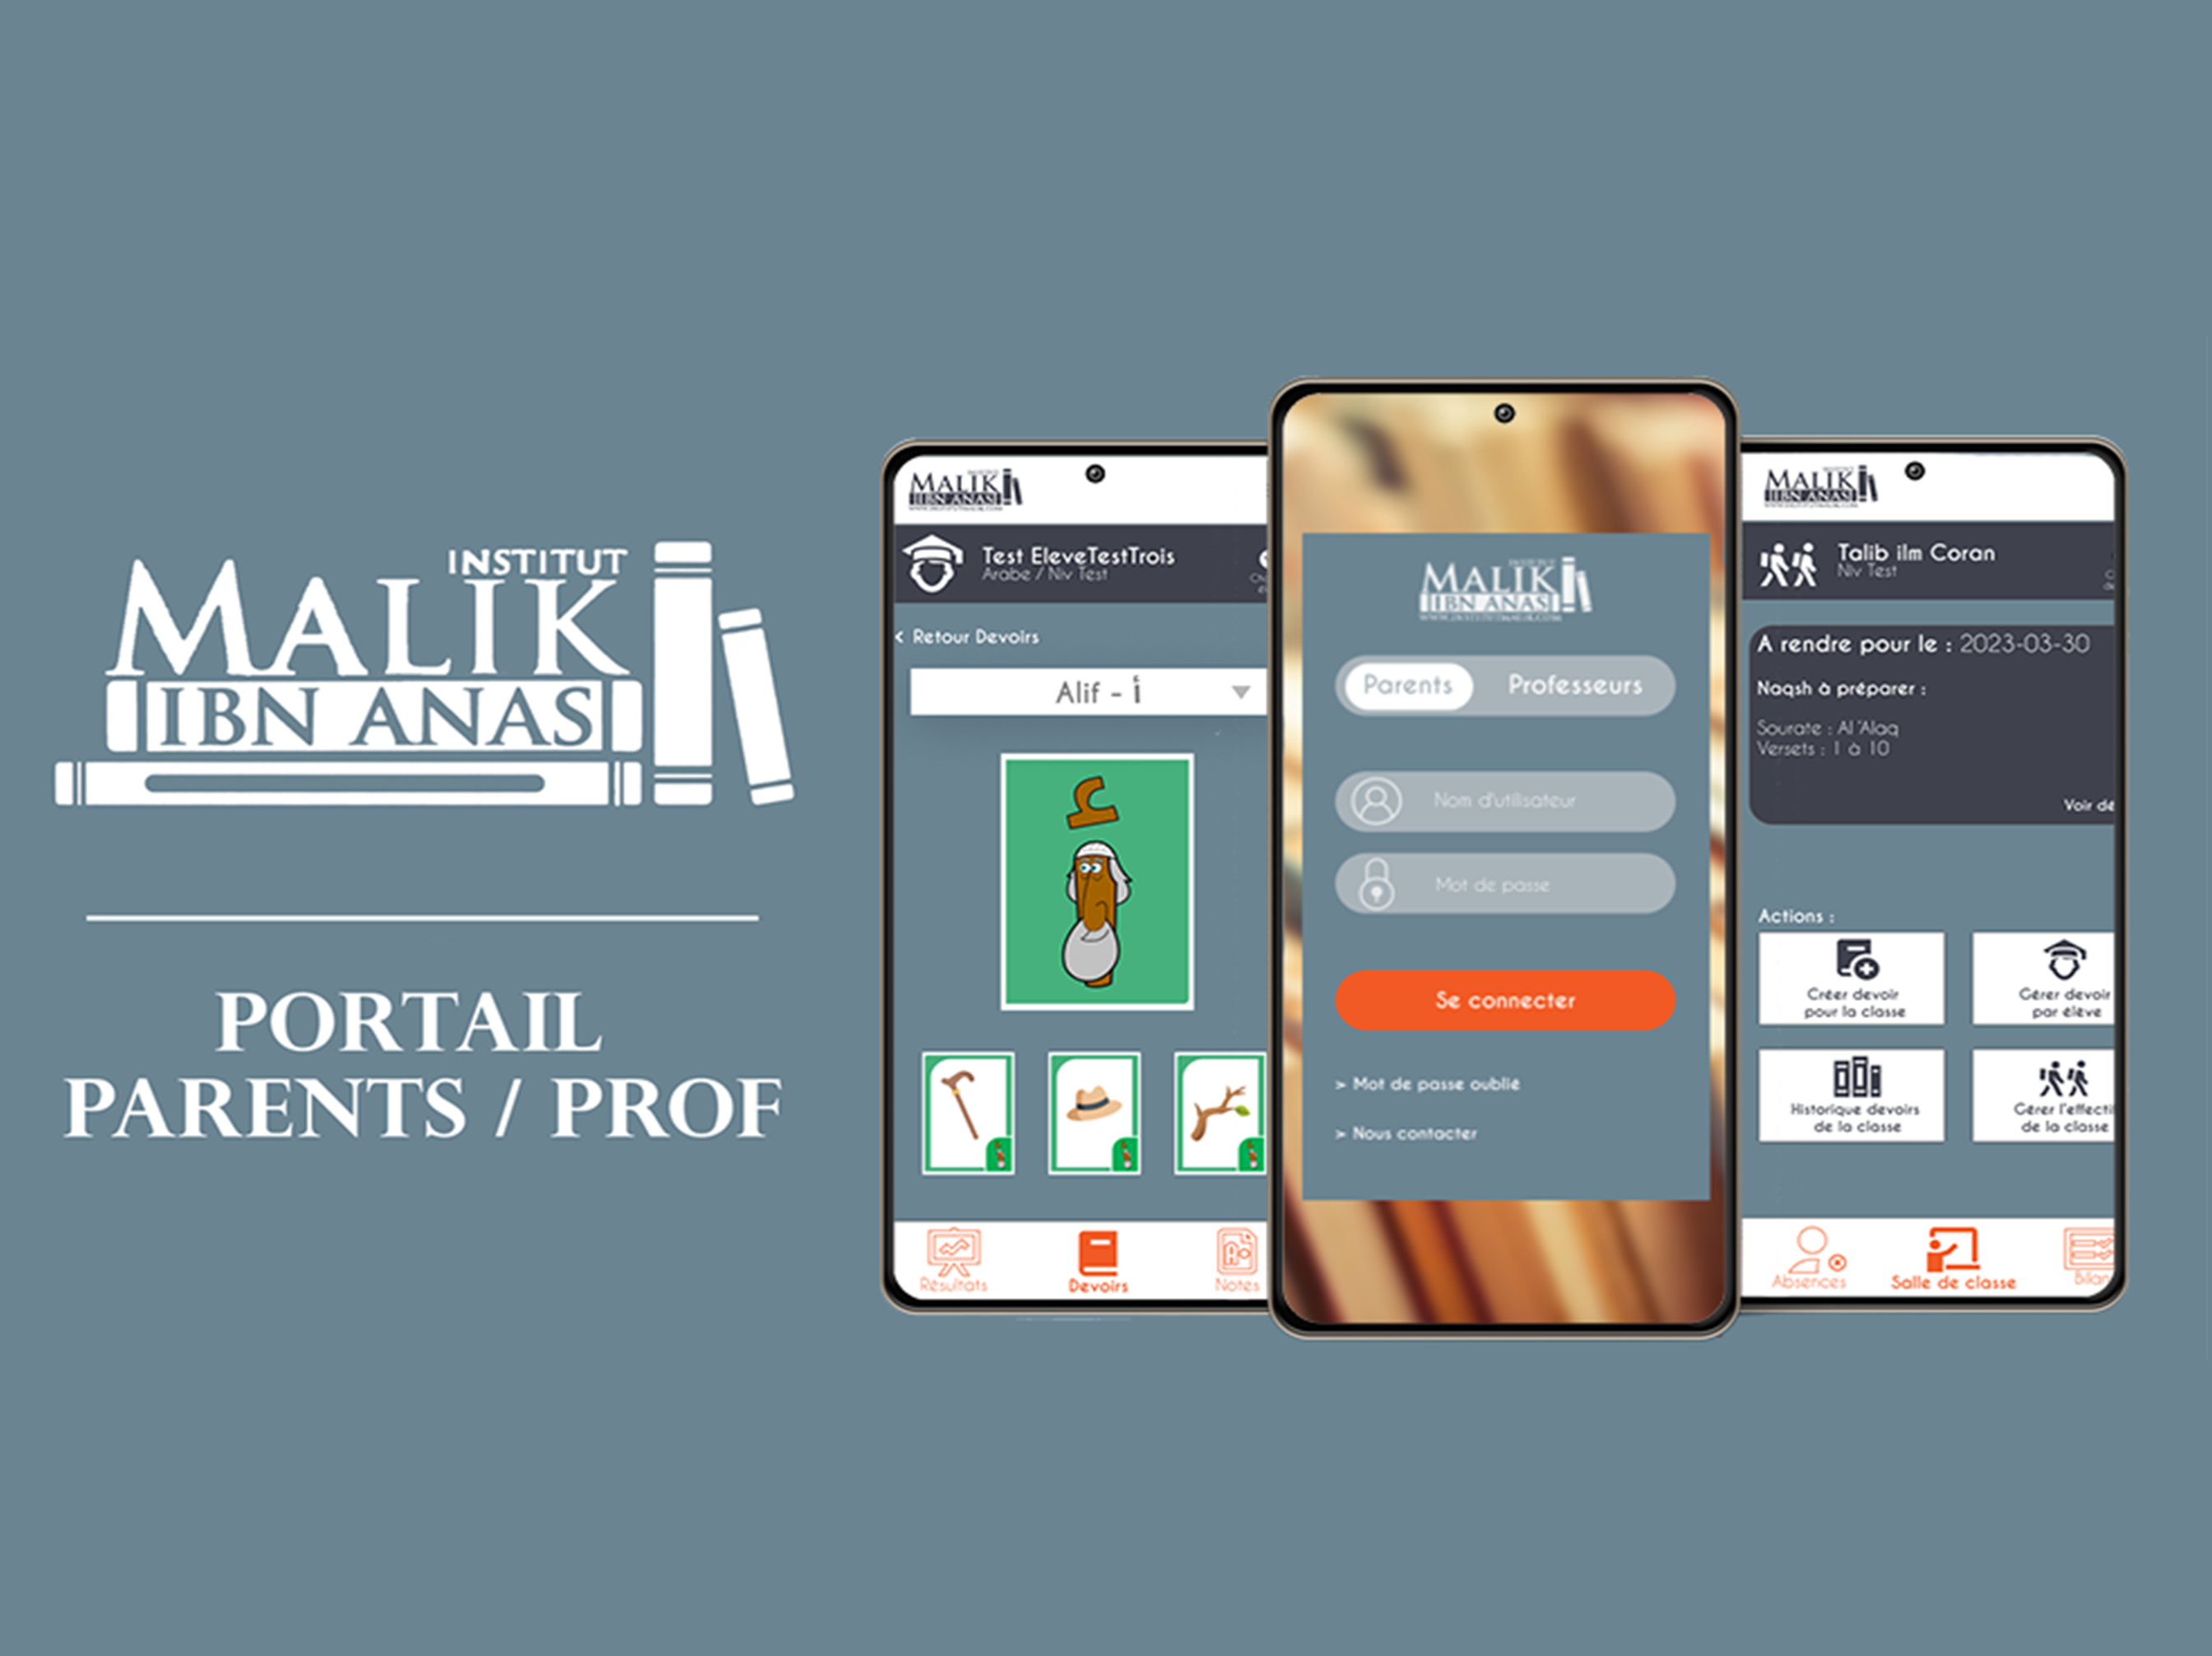 INSTITUT
MALIK
IBN ANAS
PORTAIL
PARENTS / PROF
MALIK
IBN ANAS
Test EleveTestTrois
Arabe / Niv Test
< Retour Devoirs
Alif - أ
Résultats
Devoirs
Notes
MALIK
IBN ANAS
Parents
Professeurs
Nom d'utilisateur
Mot de passe
Se connecter
> Mot de passe oublié
> Nous contacter
MALIK
IBN ANAS
Talib ilm Coran
Niv Test
A rendre pour le : 2023-03-30
Naqsh à préparer :
Sourate : Al 'Alaq
Versets : 1 à 10
Voir de
Actions :
Créer devoir
pour la classe
Gérer devoir
par élève
Historique devoirs
de la classe
Gérer l'effecti
de la classe
Absences
Salle de classe
Bilan